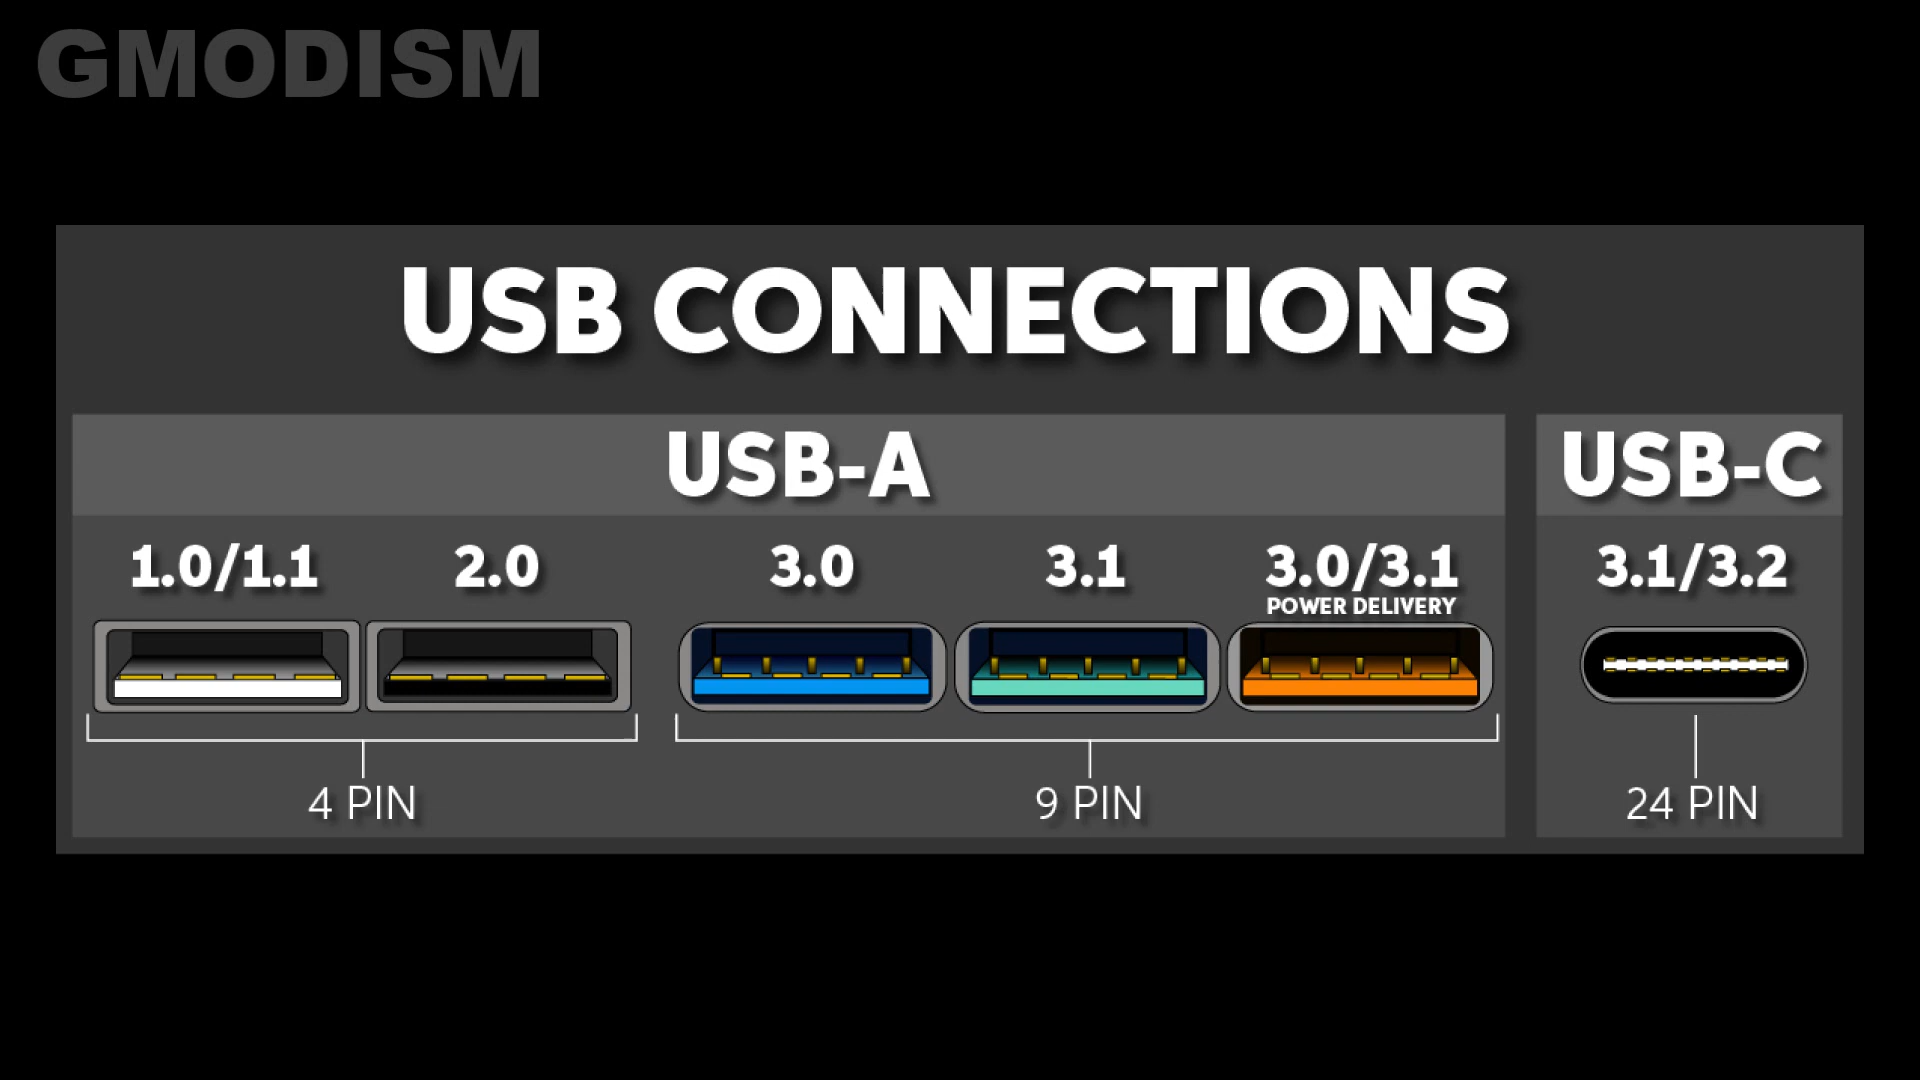 GMODISM
USB CONNECTIONS
USB-A
USB-C
1.0/1.1
2.0
3.0
3.1
3.0/3.1
POWER DELIVERY
3.1/3.2
4 PIN
9 PIN
24 PIN